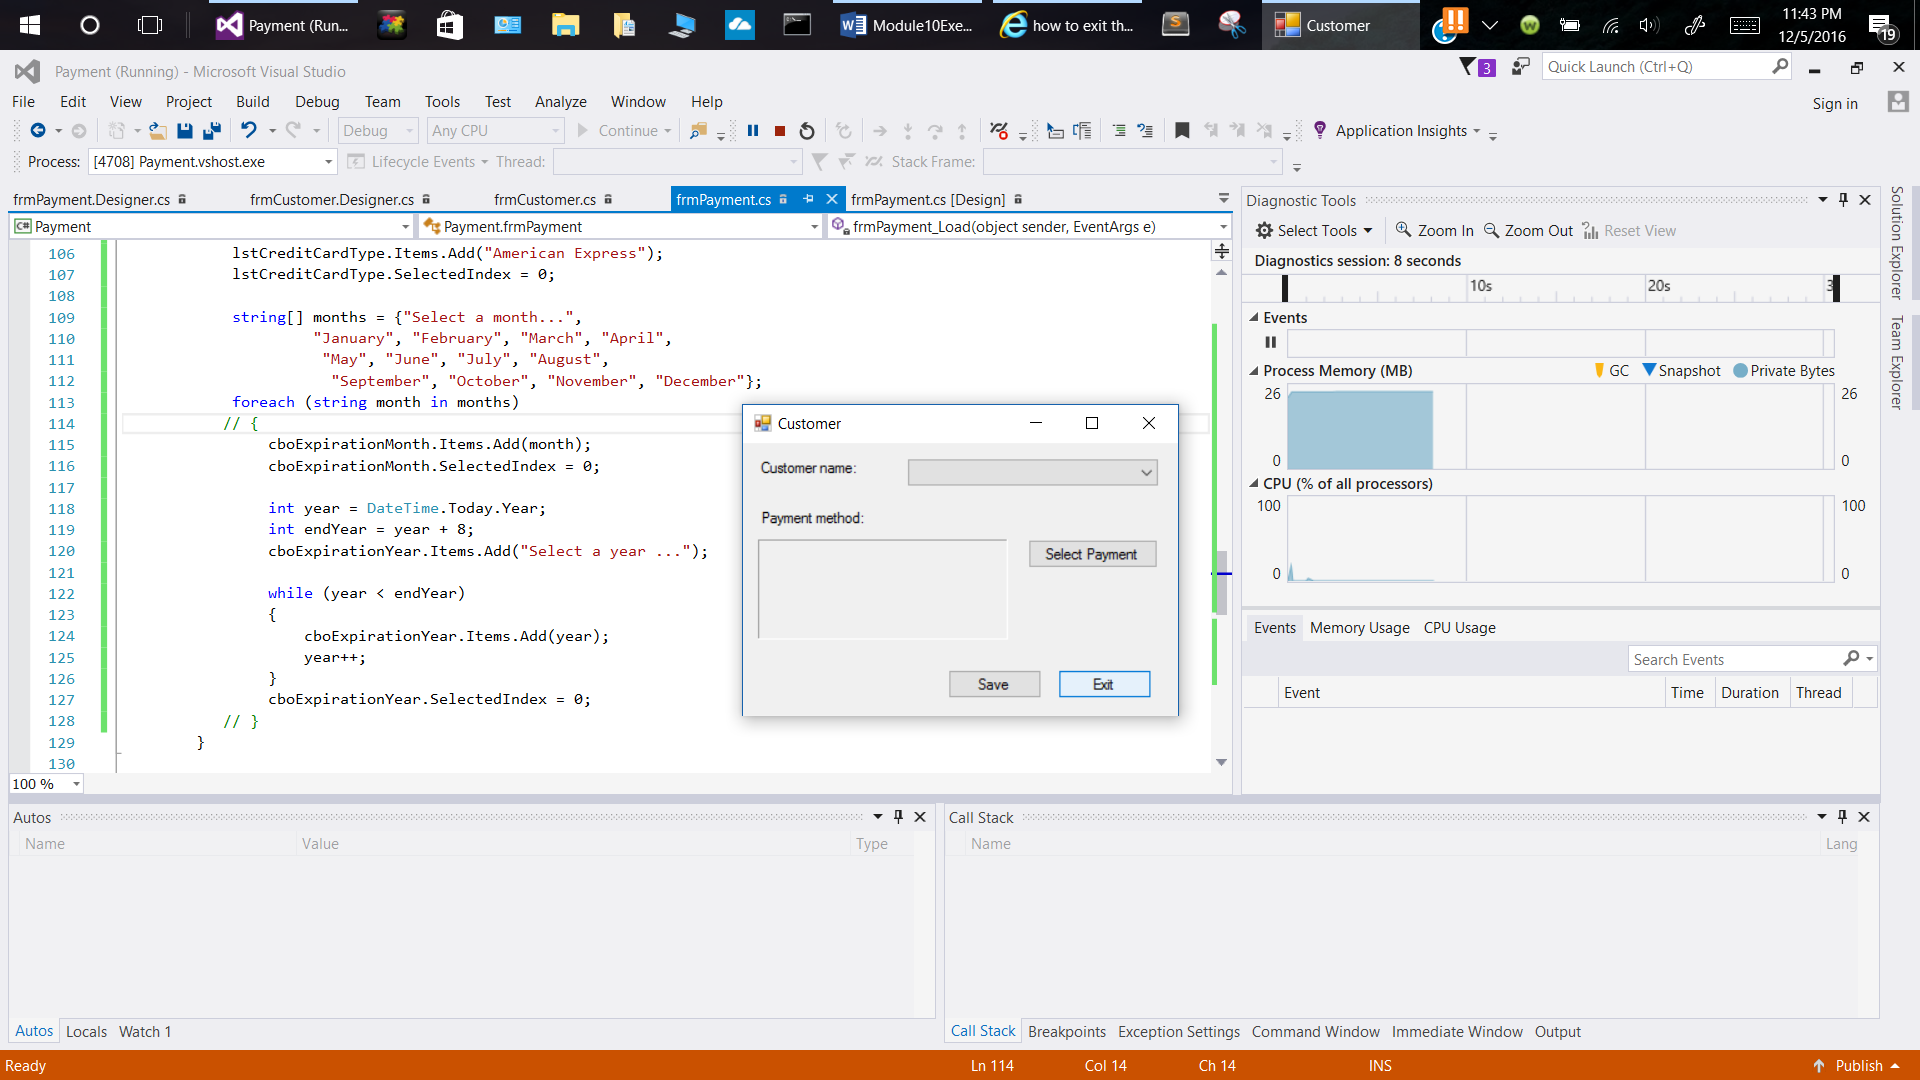 Payment (Run...
Module10Exe...
how to exit th...
Customer
11:43 PM
12/5/2016
19
Payment (Running) - Microsoft Visual Studio
3
Quick Launch (Ctrl+Q)
File Edit View Project Build Debug Team Tools Test Analyze Window Help
Sign in
Debug Any CPU Continue Application Insights
Process: [4708] Payment.vshost.exe Lifecycle Events Thread: Stack Frame:
frmPayment.Designer.cs frmCustomer.Designer.cs frmCustomer.cs frmPayment.cs frmPayment.cs [Design]
Payment Payment.frmPayment frmPayment_Load(object sender, EventArgs e)
106 lstCreditCardType.Items.Add("American Express");
107 lstCreditCardType.SelectedIndex = 0;
108
109 string[] months = {"Select a month...",
110 "January", "February", "March", "April",
111 "May", "June", "July", "August",
112 "September", "October", "November", "December"};
113 foreach (string month in months)
114 // {
115 cboExpirationMonth.Items.Add(month);
116 cboExpirationMonth.SelectedIndex = 0;
117
118 int year = DateTime.Today.Year;
119 int endYear = year + 8;
120 cboExpirationYear.Items.Add("Select a year ...");
121
122 while (year < endYear)
123 {
124 cboExpirationYear.Items.Add(year);
125 year++;
126 }
127 cboExpirationYear.SelectedIndex = 0;
128 // }
129 }
130
100 %
Customer
Customer name:
Payment method:
Select Payment
Save Exit
Diagnostic Tools
Select Tools Zoom In Zoom Out Reset View
Diagnostics session: 8 seconds
10s 20s 3
Events
Process Memory (MB) GC Snapshot Private Bytes
26 26
0 0
CPU (% of all processors)
100 100
0 0
Events Memory Usage CPU Usage
Search Events
Event Time Duration Thread
Solution Explorer
Team Explorer
Autos
Name Value Type
Autos Locals Watch 1
Call Stack
Name Lang
Call Stack Breakpoints Exception Settings Command Window Immediate Window Output
Ready Ln 114 Col 14 Ch 14 INS Publish